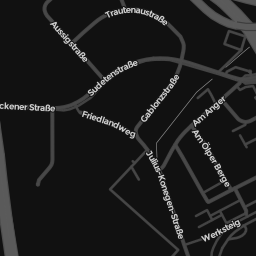 Trautenaustraße
Aussigstraße
Sudetenstraße
Gablonzstraße
ckener Straße
Friedlandweg
Am Anger
Am Ölper Berge
Julius-Konegen-Straße
Werksteig